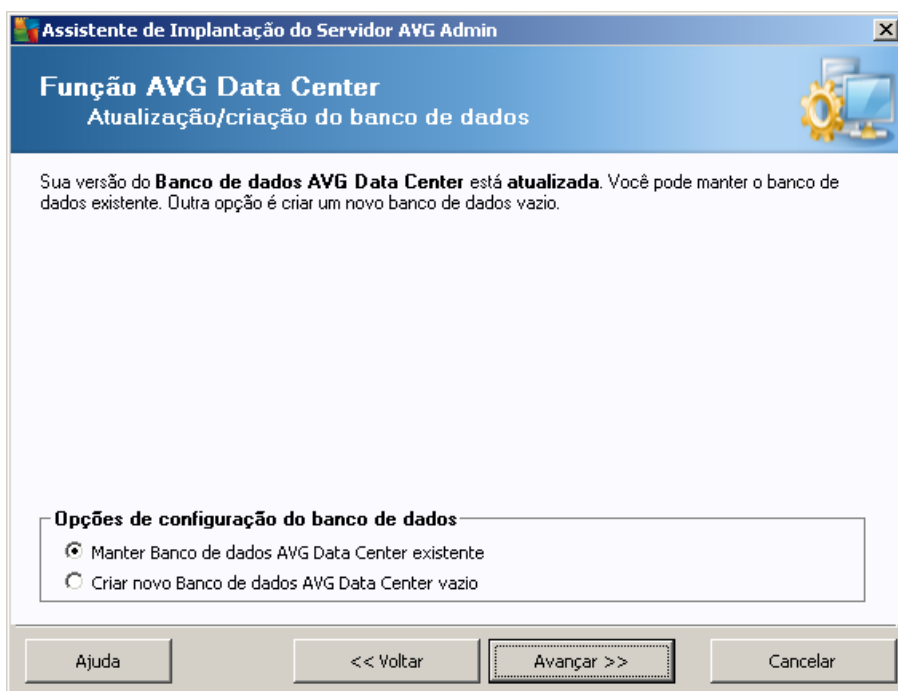 Assistente de Implantação do Servidor AVG Admin
Função AVG Data Center
Atualização/criação do banco de dados
Sua versão do Banco de dados AVG Data Center está atualizada. Você pode manter o banco de
dados existente. Outra opção é criar um novo banco de dados vazio.
Opções de configuração do banco de dados
Manter Banco de dados AVG Data Center existente
Criar novo Banco de dados AVG Data Center vazio
Ajuda
<< Voltar
Avançar >>
Cancelar